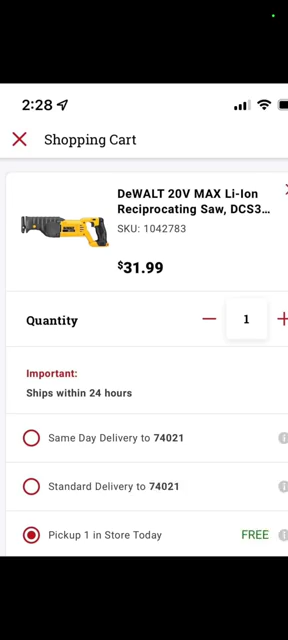 2:28
Shopping Cart
DeWALT 20V MAX Li-Ion
Reciprocating Saw, DCS3...
SKU: 1042783
$31.99
Quantity
1
Important:
Ships within 24 hours
Same Day Delivery to 74021
Standard Delivery to 74021
Pickup 1 in Store Today FREE